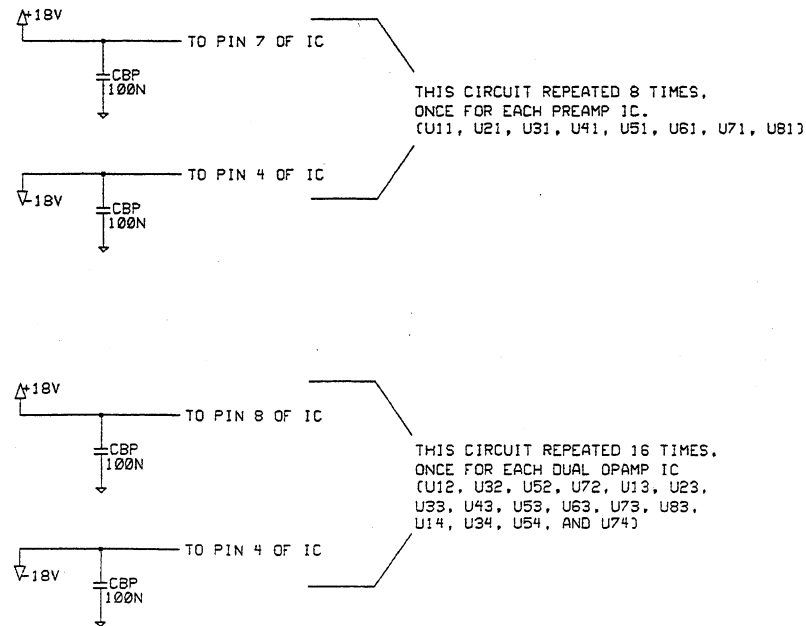 +18V
TO PIN 7 OF IC
CBP
100N
THIS CIRCUIT REPEATED 8 TIMES,
ONCE FOR EACH PREAMP IC.
(U11, U21, U31, U41, U51, U61, U71, U81)
TO PIN 4 OF IC
-18V
CBP
100N
+18V
TO PIN 8 OF IC
CBP
100N
THIS CIRCUIT REPEATED 16 TIMES,
ONCE FOR EACH DUAL OPAMP IC
(U12, U32, U52, U72, U13, U23,
U33, U43, U53, U63, U73, U83,
U14, U34, U54, AND U74)
TO PIN 4 OF IC
-18V
CBP
100N